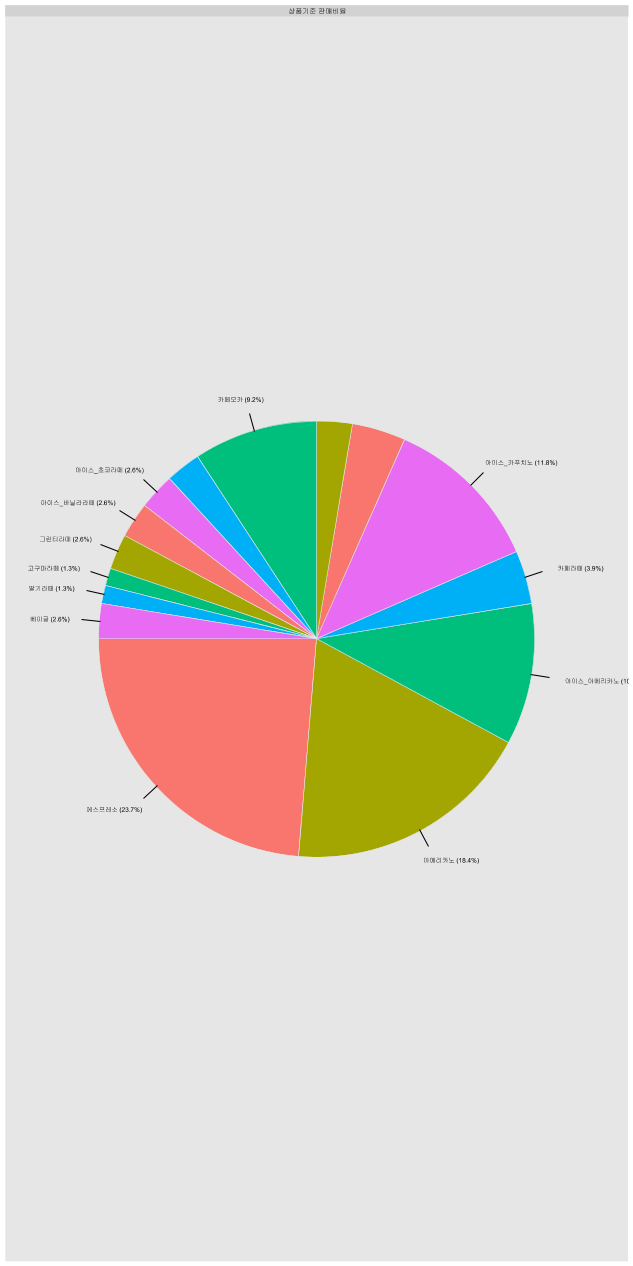 상품기준 판매비율
카페모카 (9.2%)
아이스_카푸치노 (11.8%)
아이스_초코라떼 (2.6%)
아이스_바닐라라떼 (2.6%)
그린티라떼 (2.6%)
카페라떼 (3.9%)
고구마라떼 (1.3%)
딸기라떼 (1.3%)
베이글 (2.6%)
아이스_아메리카노 (10
에스프레소 (23.7%)
아메리카노 (18.4%)